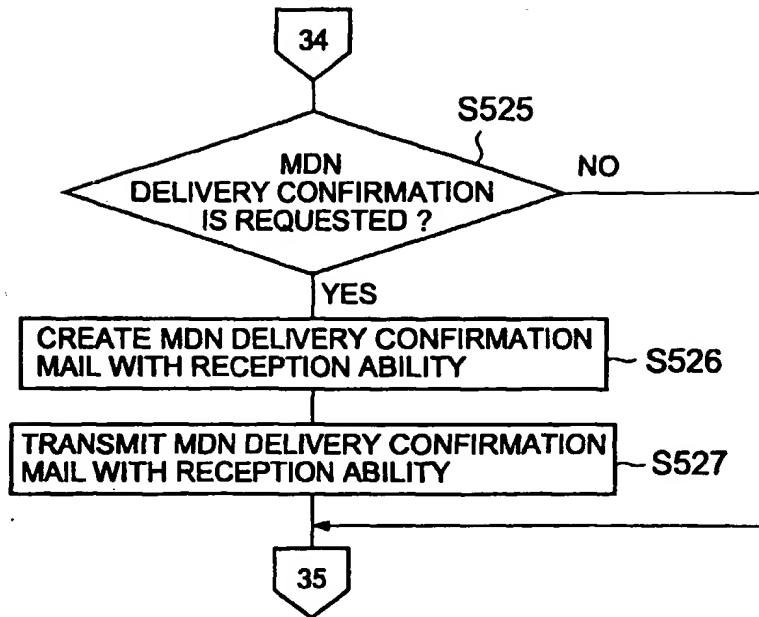 34
S525
MDN
DELIVERY CONFIRMATION
IS REQUESTED ?
NO
YES
CREATE MDN DELIVERY CONFIRMATION
MAIL WITH RECEPTION ABILITY
S526
TRANSMIT MDN DELIVERY CONFIRMATION
MAIL WITH RECEPTION ABILITY
S527
35